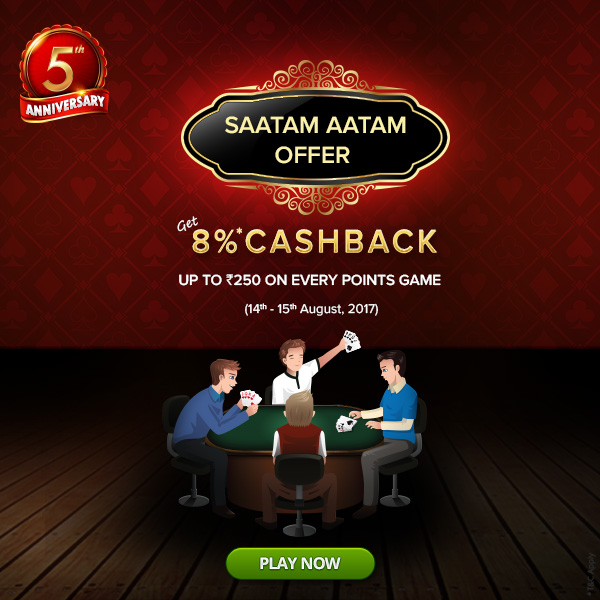 5th
ANNIVERSARY
SAATAM AATAM
OFFER
Get
8%*CASHBACK
UP TO ₹250 ON EVERY POINTS GAME
(14th - 15th August, 2017)
PLAY NOW